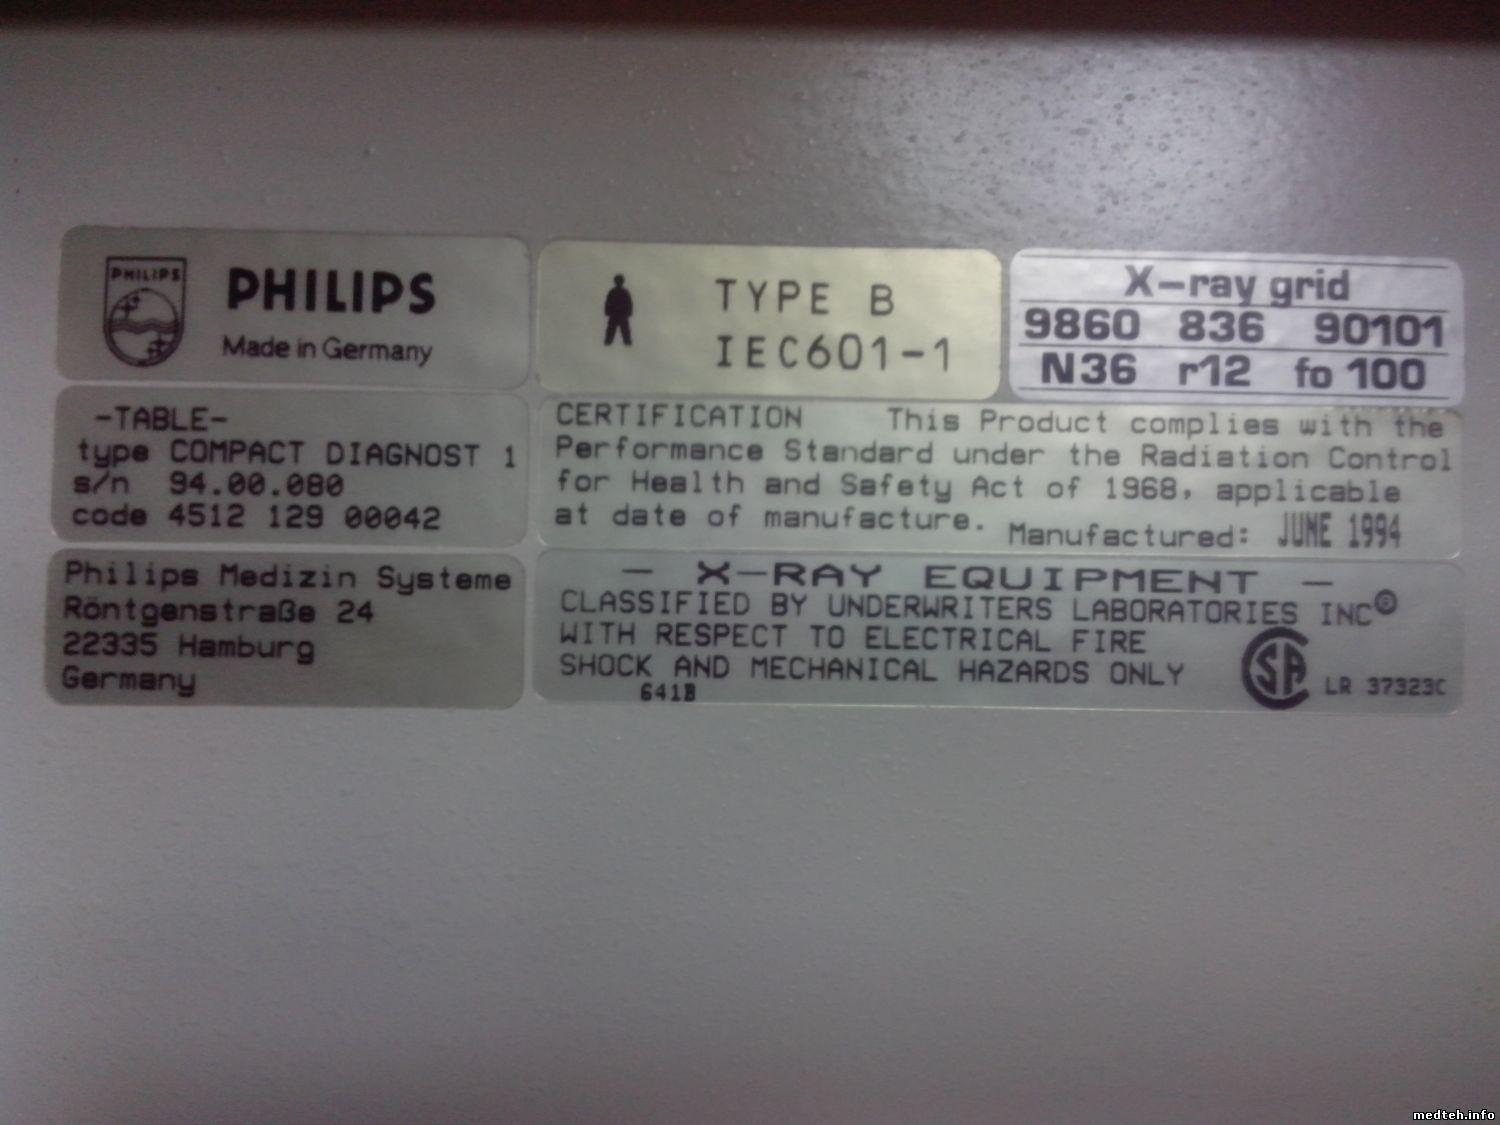 PHILIPS
PHILIPS
Made in Germany
TYPE B
IEC601-1
X-ray grid
9860 836 90101
N36 r12 fo 100
-TABLE-
type COMPACT DIAGNOST 1
s/n 94.00.080
code 4512 129 00042
CERTIFICATION This Product complies with the
Performance Standard under the Radiation Control
for Health and Safety Act of 1968, applicable
at date of manufacture. Manufactured: JUNE 1994
Philips Medizin Systeme
Röntgenstraße 24
22335 Hamburg
Germany
- X-RAY EQUIPMENT -
CLASSIFIED BY UNDERWRITERS LABORATORIES INC®
WITH RESPECT TO ELECTRICAL FIRE
SHOCK AND MECHANICAL HAZARDS ONLY
641B
SA LR 37323C
medteh.info